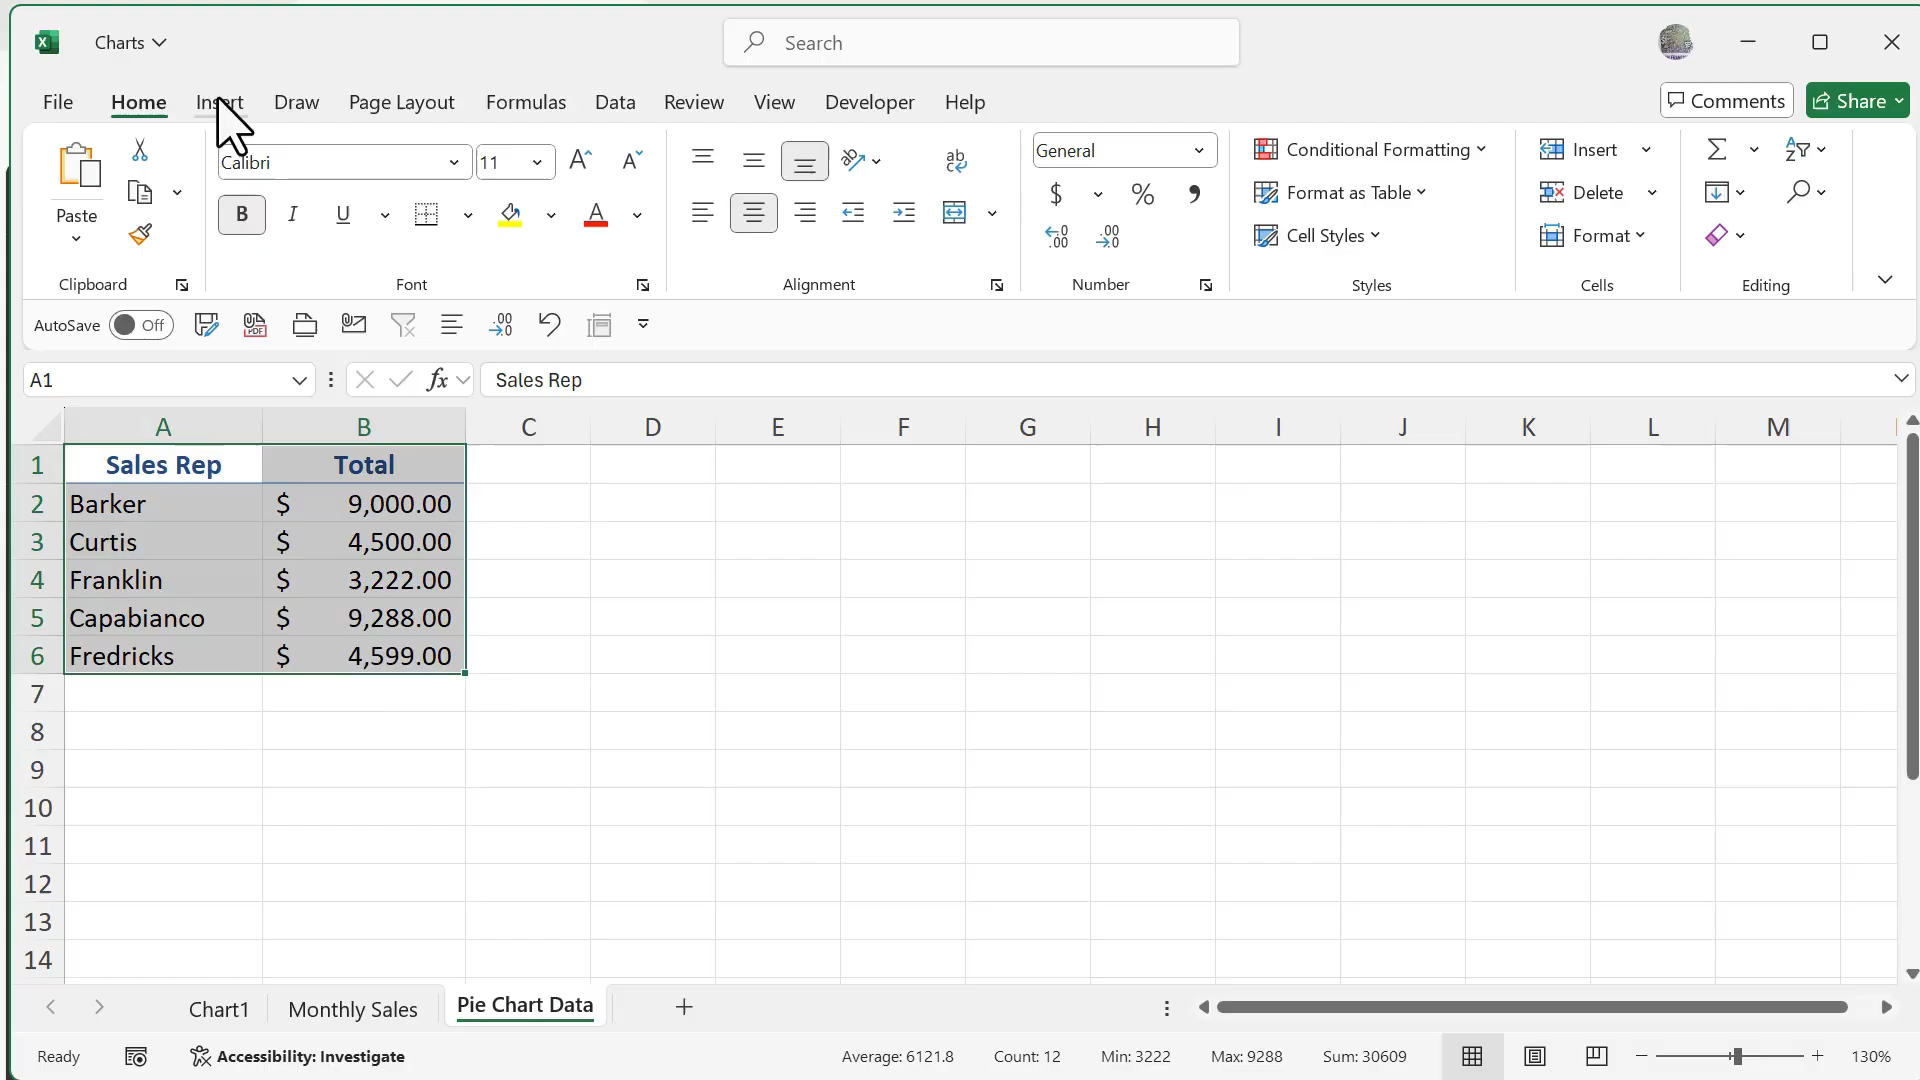 Charts
Search
File Home Insert Draw Page Layout Formulas Data Review View Developer Help Comments Share
Paste
Calibri 11
B I U A
ab
General
$ % 9
Conditional Formatting
Format as Table
Cell Styles
Insert
Delete
Format
Clipboard Font Alignment Number Styles Cells Editing
AutoSave Off
A1 fx Sales Rep
A B C D E F G H I J K L M
1 Sales Rep Total
2 Barker $ 9,000.00
3 Curtis $ 4,500.00
4 Franklin $ 3,222.00
5 Capabianco $ 9,288.00
6 Fredricks $ 4,599.00
7
8
9
10
11
12
13
14
Chart1 Monthly Sales Pie Chart Data
Ready Accessibility: Investigate Average: 6121.8 Count: 12 Min: 3222 Max: 9288 Sum: 30609 130%